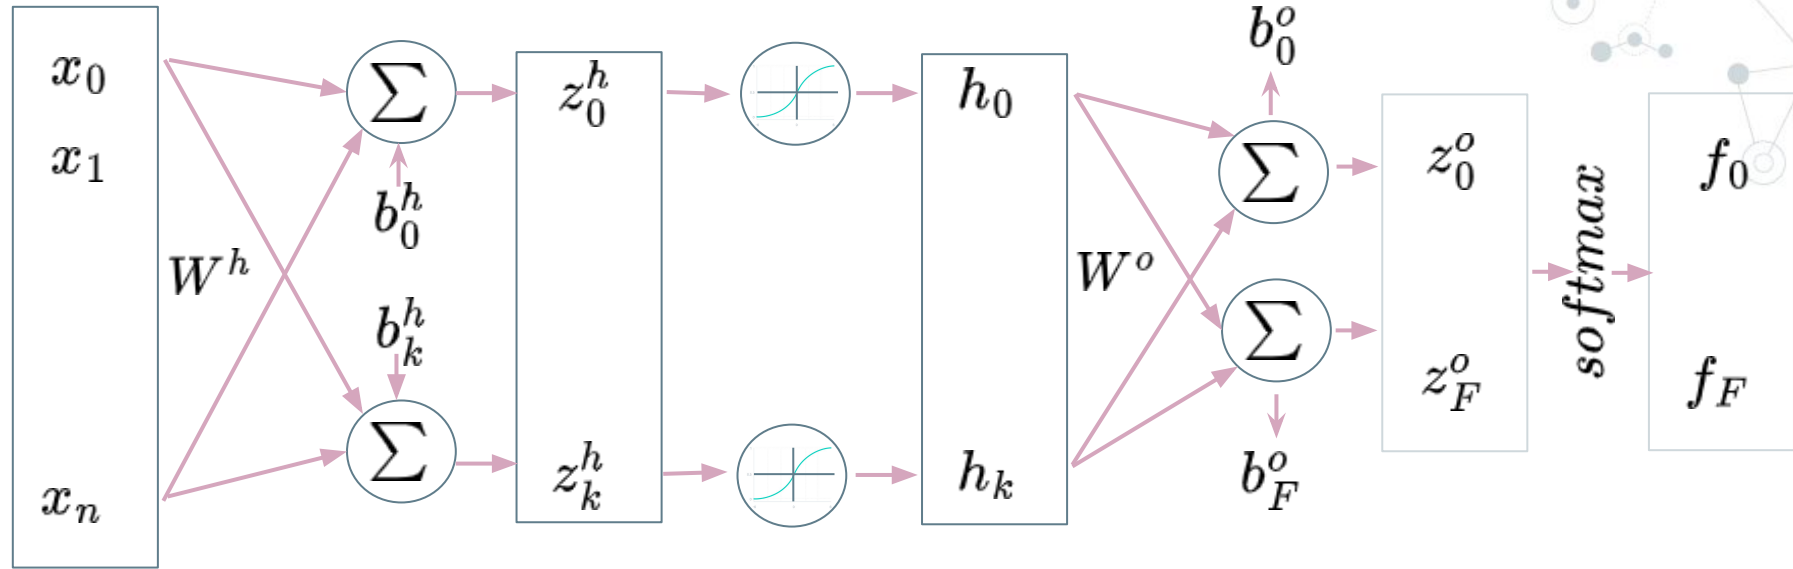 x_0
x_1
x_n
W^h
∑
b_0^h
b_k^h
∑
z_0^h
z_k^h
h_0
h_k
W^o
b_0^o
∑
∑
b_F^o
z_0^o
z_F^o
softmax
f_0
f_F